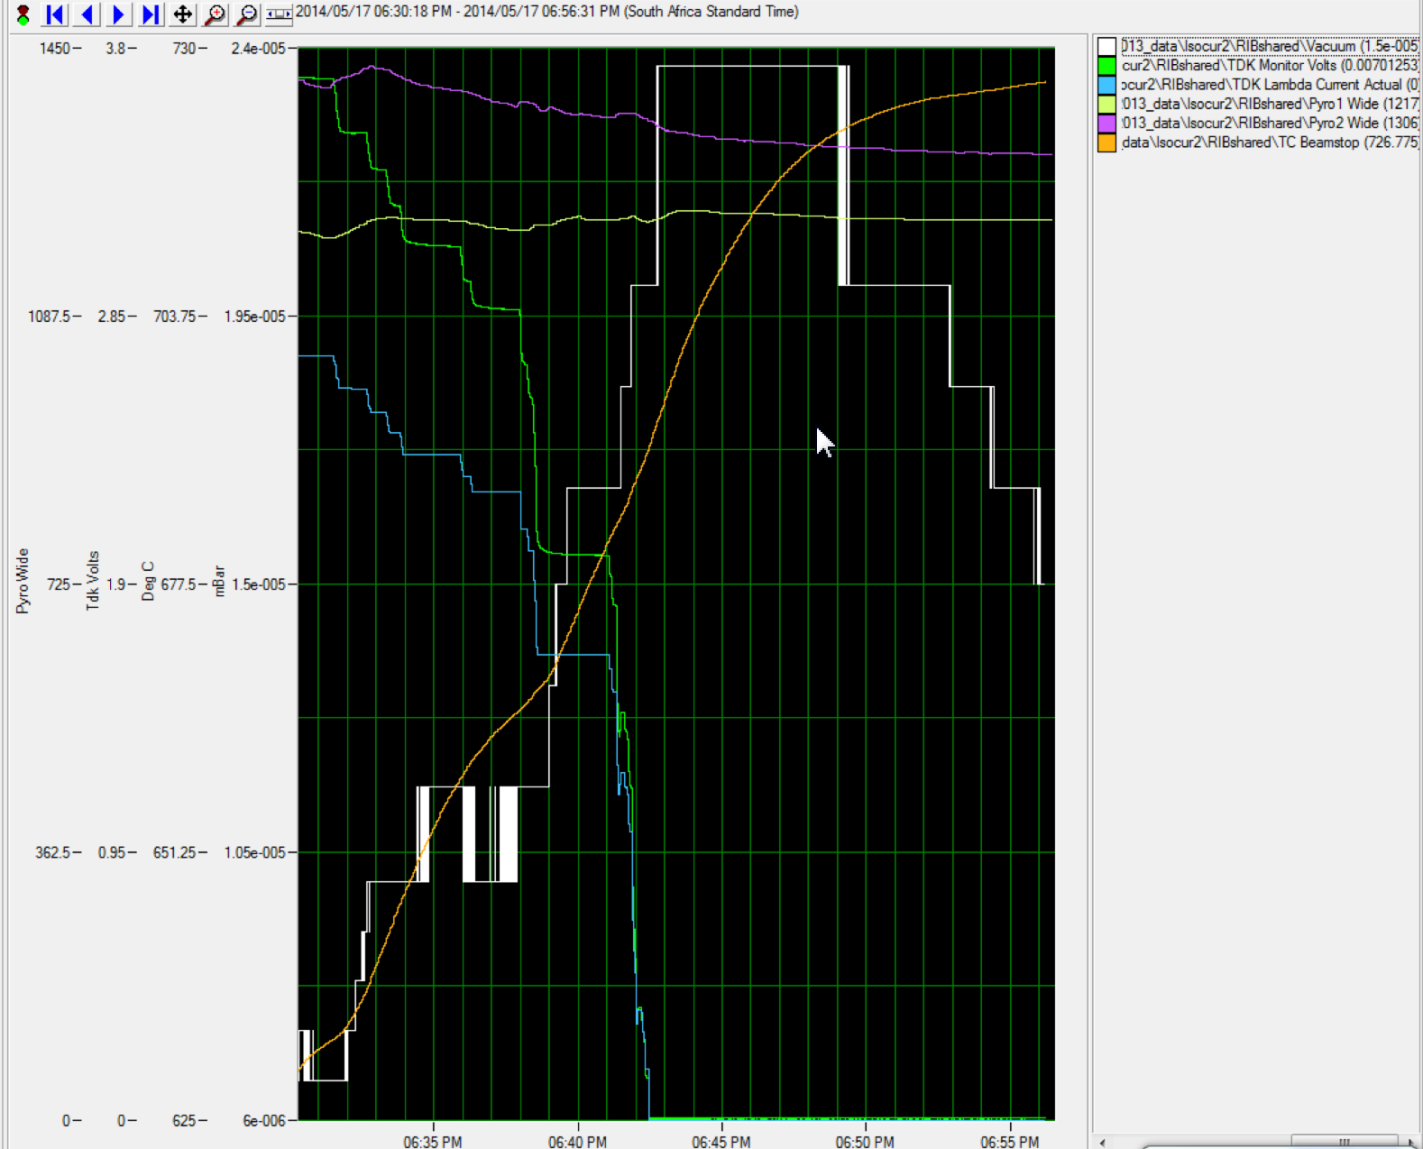 2014/05/17 06:30:18 PM - 2014/05/17 06:56:31 PM (South Africa Standard Time)
1450 3.8 730 2.4e-005
1087.5 2.85 703.75 1.95e-005
725 1.9 677.5 1.5e-005
362.5 0.95 651.25 1.05e-005
0 0 625 6e-006
Pyro Wide
Tdk Volts
Deg C
mBar
06:35 PM 06:40 PM 06:45 PM 06:50 PM 06:55 PM
013_data\Isocur2\RIBshared\Vacuum (1.5e-005
cur2\RIBshared\TDK Monitor Volts (0.00701253
ocur2\RIBshared\TDK Lambda Current Actual (0
013_data\Isocur2\RIBshared\Pyro1 Wide (1217
013_data\Isocur2\RIBshared\Pyro2 Wide (1306
_data\Isocur2\RIBshared\TC Beamstop (726.775